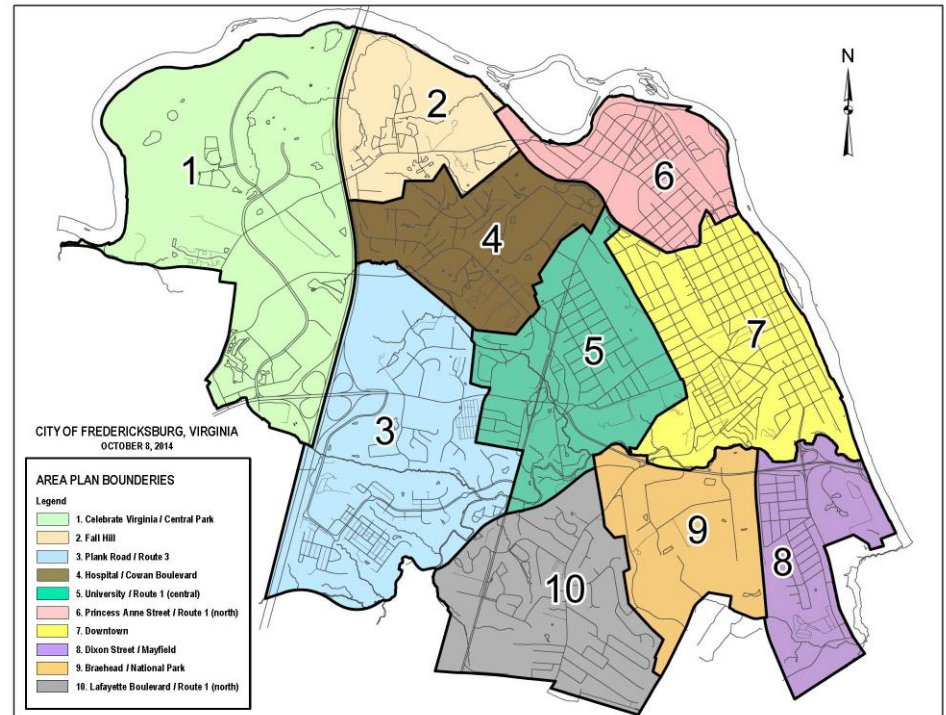 N
1
2
3
4
5
6
7
8
9
10
CITY OF FREDERICKSBURG, VIRGINIA
OCTOBER 8, 2014
AREA PLAN BOUNDERIES
Legend
1. Celebrate Virginia / Central Park
2. Fall Hill
3. Plank Road / Route 3
4. Hospital / Cowan Boulevard
5. University / Route 1 (central)
6. Princess Anne Street / Route 1 (north)
7. Downtown
8. Dixon Street / Mayfield
9. Braehead / National Park
10. Lafayette Boulevard / Route 1 (north)